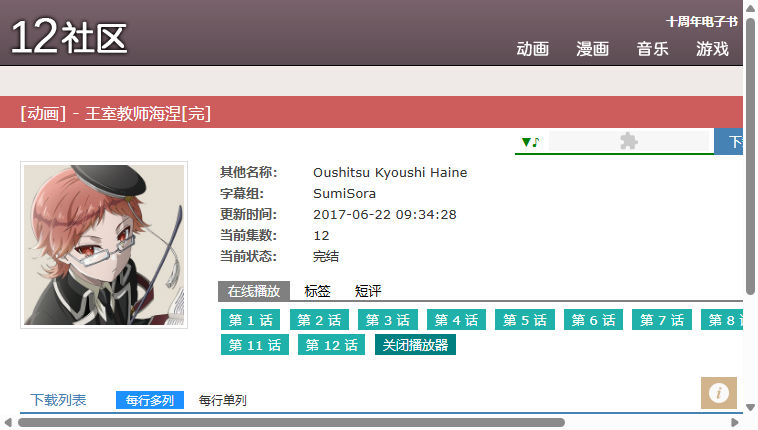 十周年电子书
12社区
动画 漫画 音乐 游戏
[动画] - 王室教师海涅[完]
▼♪ 下
其他名称: Oushitsu Kyoushi Haine
字幕组: SumiSora
更新时间: 2017-06-22 09:34:28
当前集数: 12
当前状态: 完结
在线播放 标签 短评
第 1 话 第 2 话 第 3 话 第 4 话 第 5 话 第 6 话 第 7 话 第 8
第 11 话 第 12 话 关闭播放器
下载列表 每行多列 每行单列
i